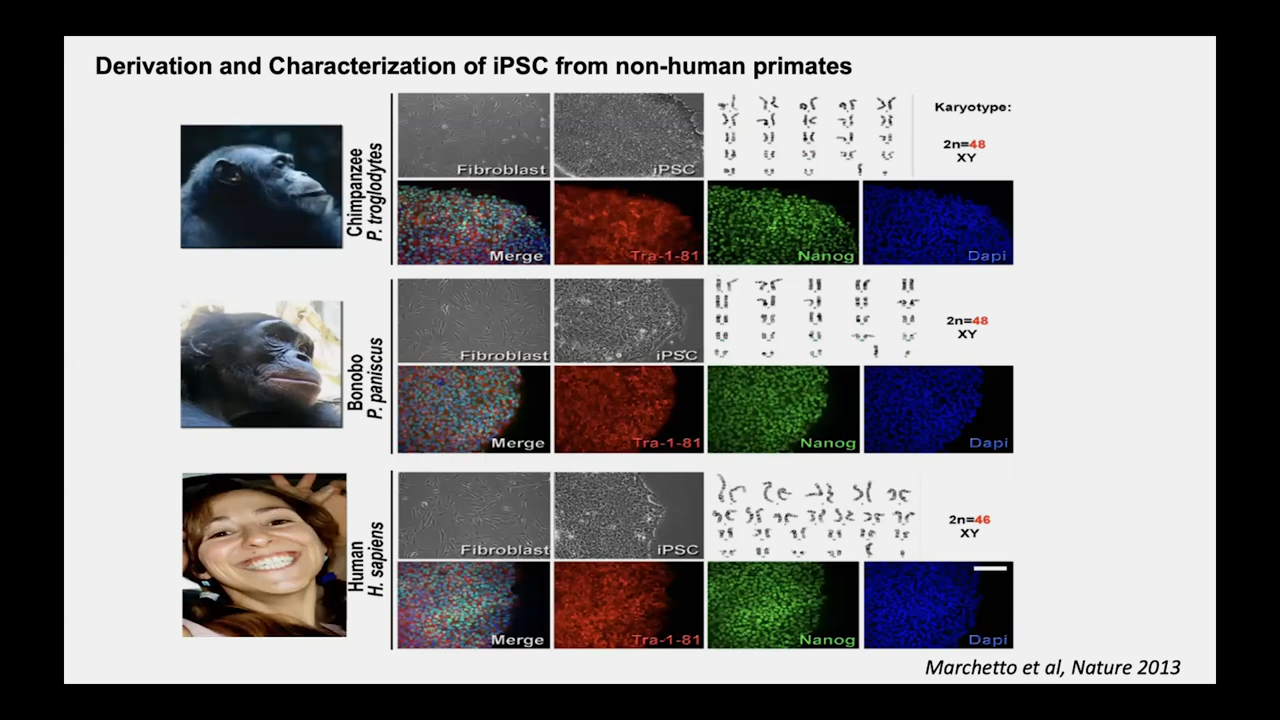 Derivation and Characterization of iPSC from non-human primates
Chimpanzee
P. troglodytes
Fibroblast
iPSC
Karyotype:
2n=48
XY
Merge
Tra-1-81
Nanog
Dapi
Bonobo
P. paniscus
Fibroblast
iPSC
2n=48
XY
Merge
Tra-1-81
Nanog
Dapi
Human
H. sapiens
Fibroblast
iPSC
2n=46
XY
Merge
Tra-1-81
Nanog
Dapi
Marchetto et al, Nature 2013